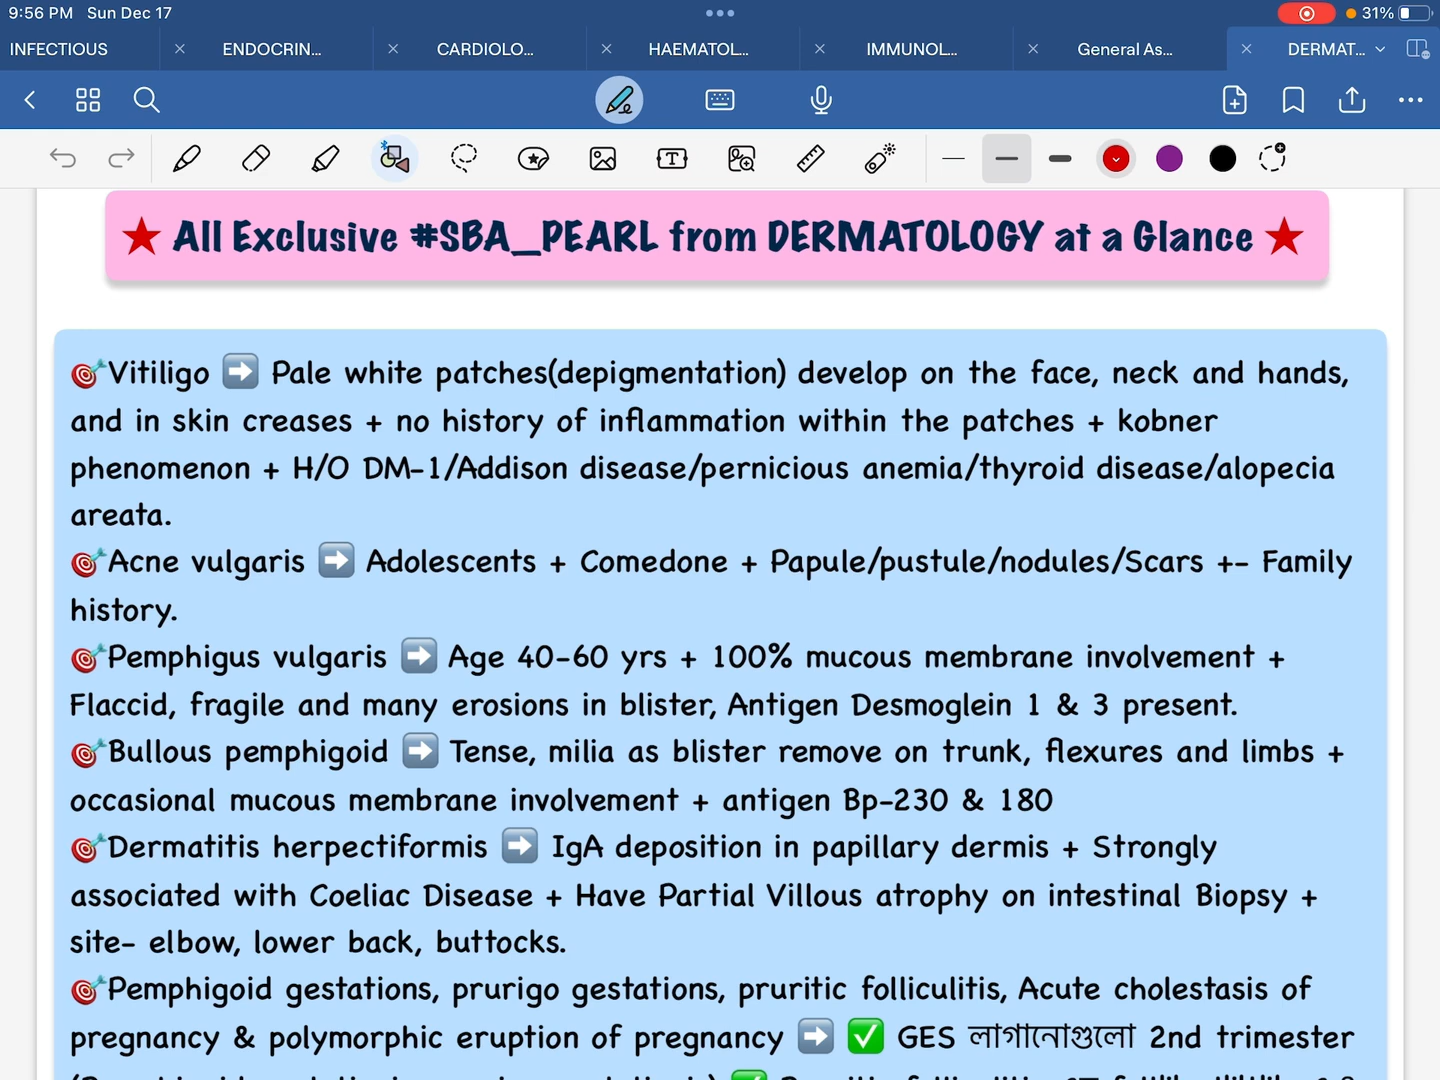 9:56 PM Sun Dec 17
31%
INFECTIOUS
ENDOCRIN...
CARDIOLO...
HAEMATOL...
IMMUNOL...
General As...
DERMAT...
All Exclusive #SBA_PEARL from DERMATOLOGY at a Glance
🎯Vitiligo ➡️ Pale white patches(depigmentation) develop on the face, neck and hands,
and in skin creases + no history of inflammation within the patches + kobner
phenomenon + H/O DM-1/Addison disease/pernicious anemia/thyroid disease/alopecia
areata.
🎯Acne vulgaris ➡️ Adolescents + Comedone + Papule/pustule/nodules/Scars +- Family
history.
🎯Pemphigus vulgaris ➡️ Age 40-60 yrs + 100% mucous membrane involvement +
Flaccid, fragile and many erosions in blister, Antigen Desmoglein 1 & 3 present.
🎯Bullous pemphigoid ➡️ Tense, milia as blister remove on trunk, flexures and limbs +
occasional mucous membrane involvement + antigen Bp-230 & 180
🎯Dermatitis herpectiformis ➡️ IgA deposition in papillary dermis + Strongly
associated with Coeliac Disease + Have Partial Villous atrophy on intestinal Biopsy +
site- elbow, lower back, buttocks.
🎯Pemphigoid gestations, prurigo gestations, pruritic folliculitis, Acute cholestasis of
pregnancy & polymorphic eruption of pregnancy ➡️ ✅ GES লাগানোগুলো 2nd trimester